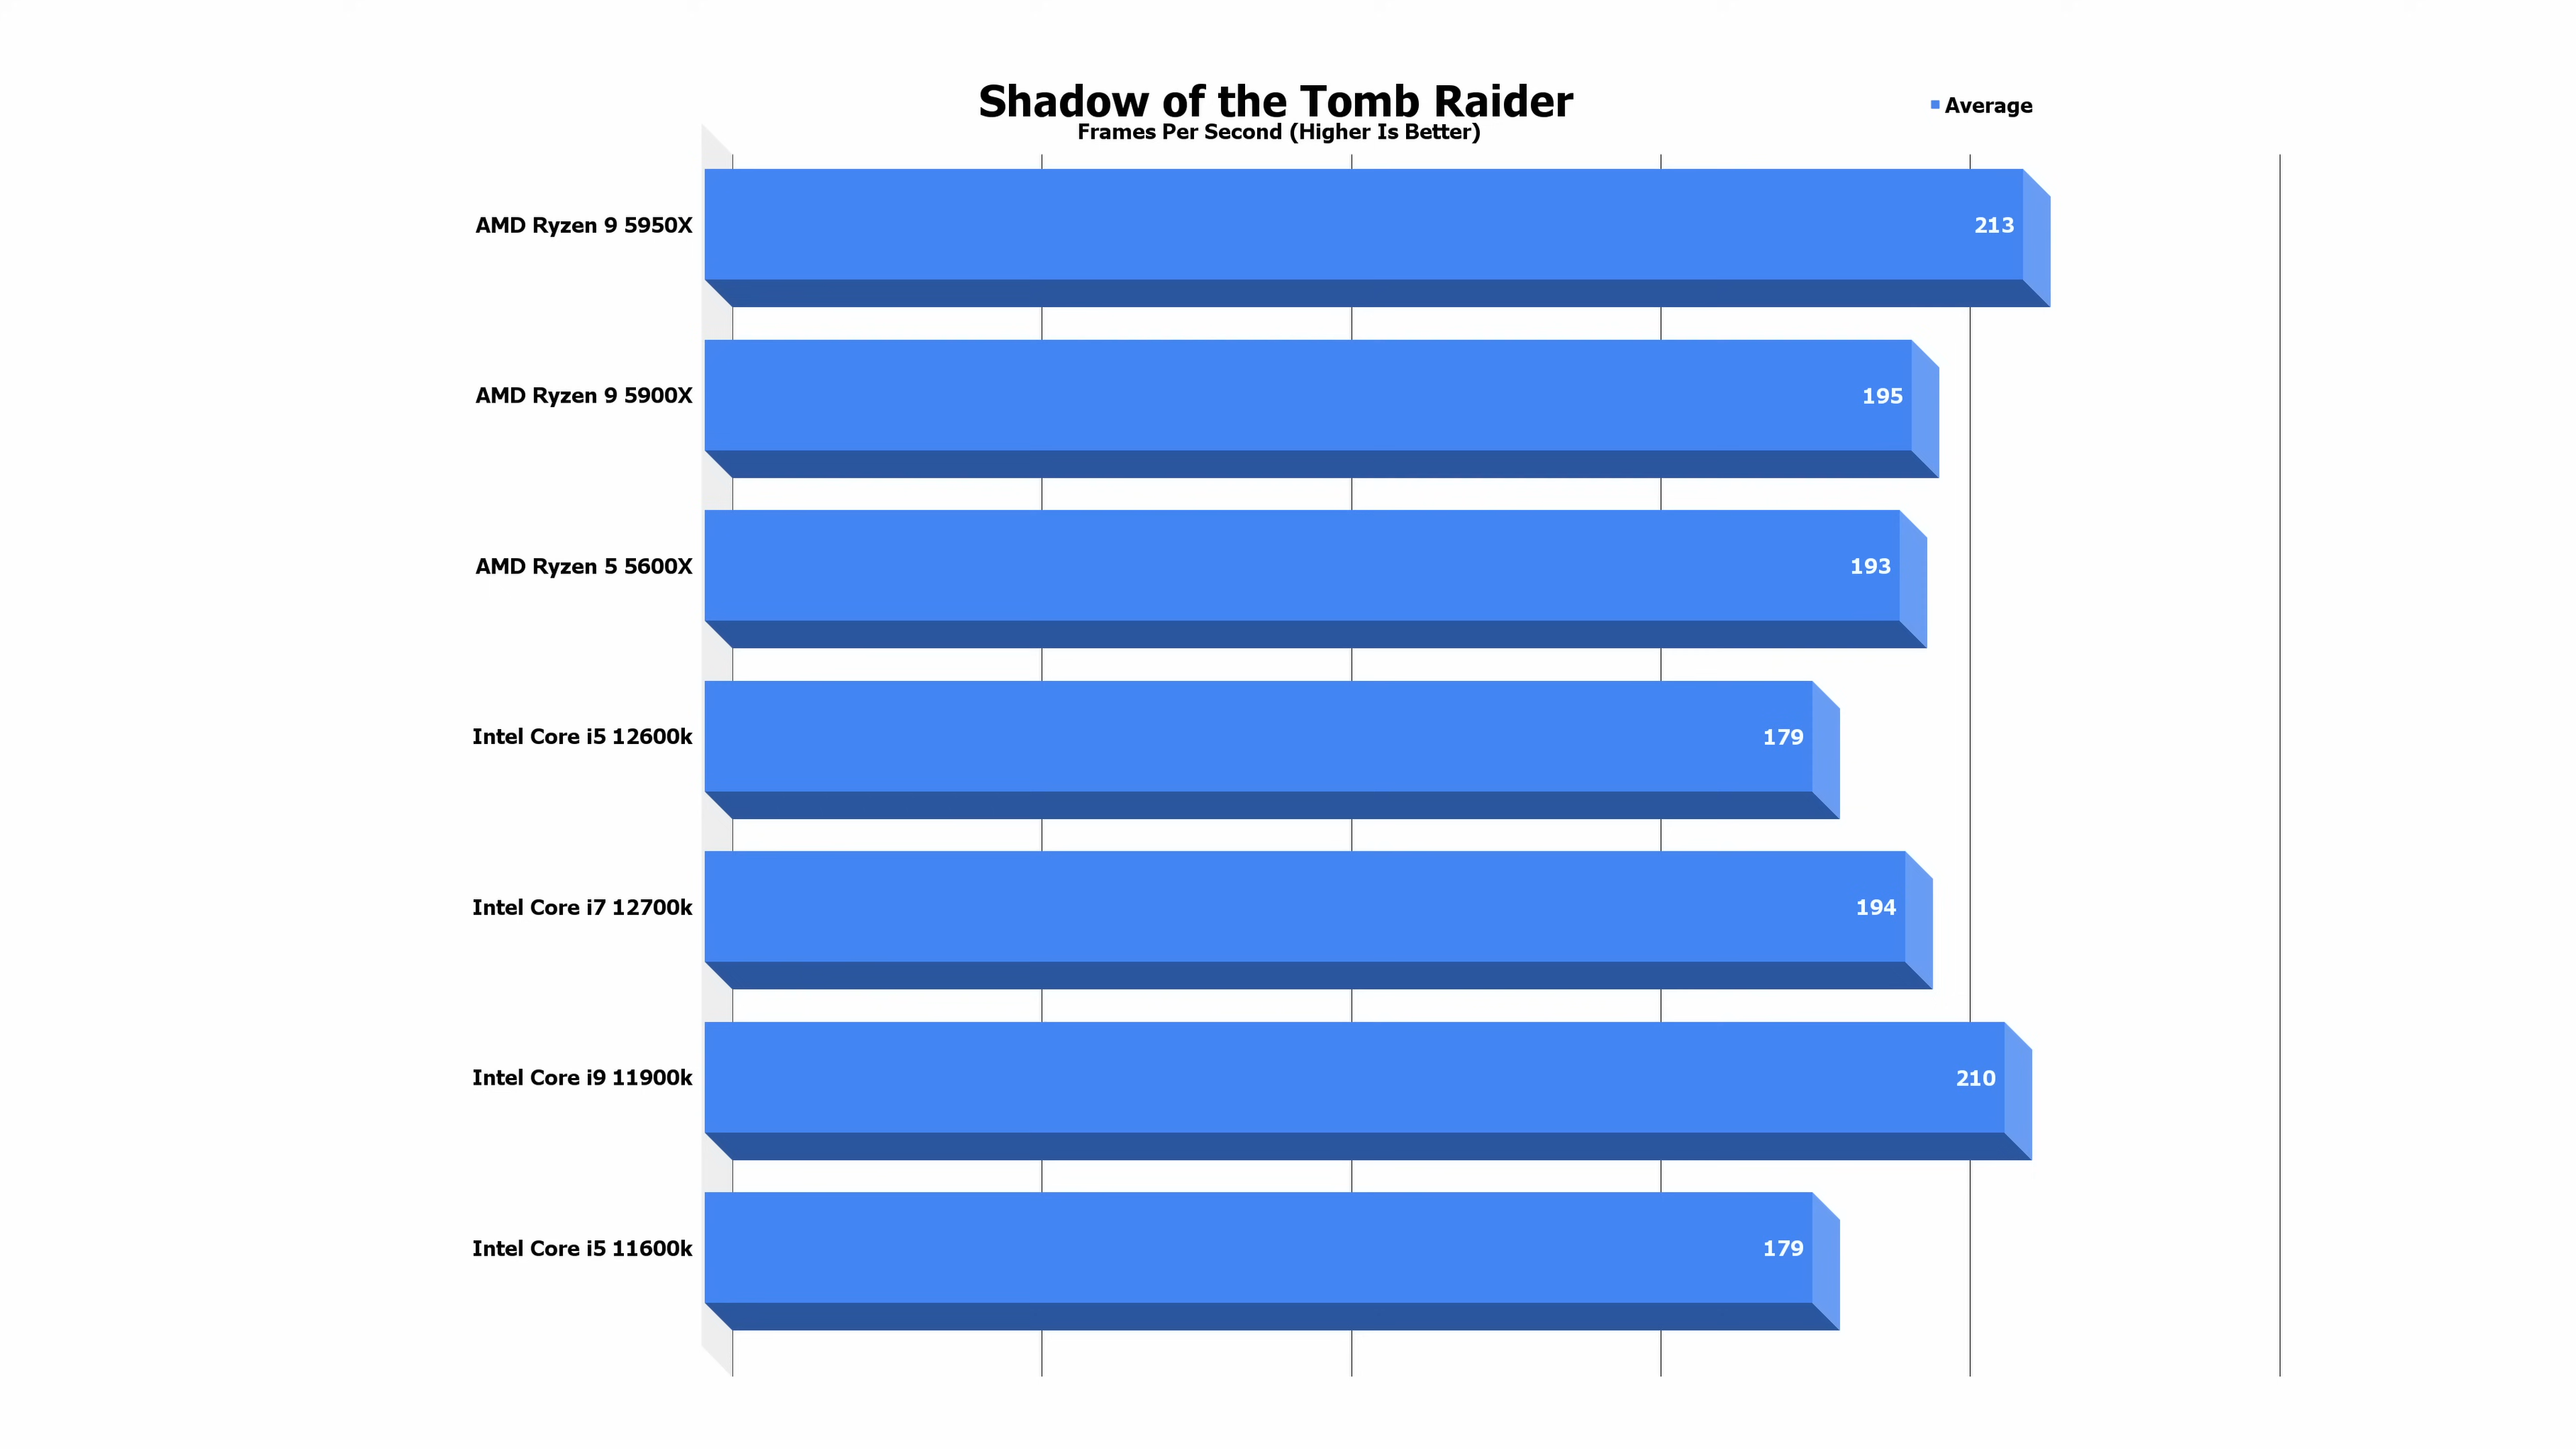 Shadow of the Tomb Raider
Frames Per Second (Higher Is Better)
Average
AMD Ryzen 9 5950X 213
AMD Ryzen 9 5900X 195
AMD Ryzen 5 5600X 193
Intel Core i5 12600k 179
Intel Core i7 12700k 194
Intel Core i9 11900k 210
Intel Core i5 11600k 179